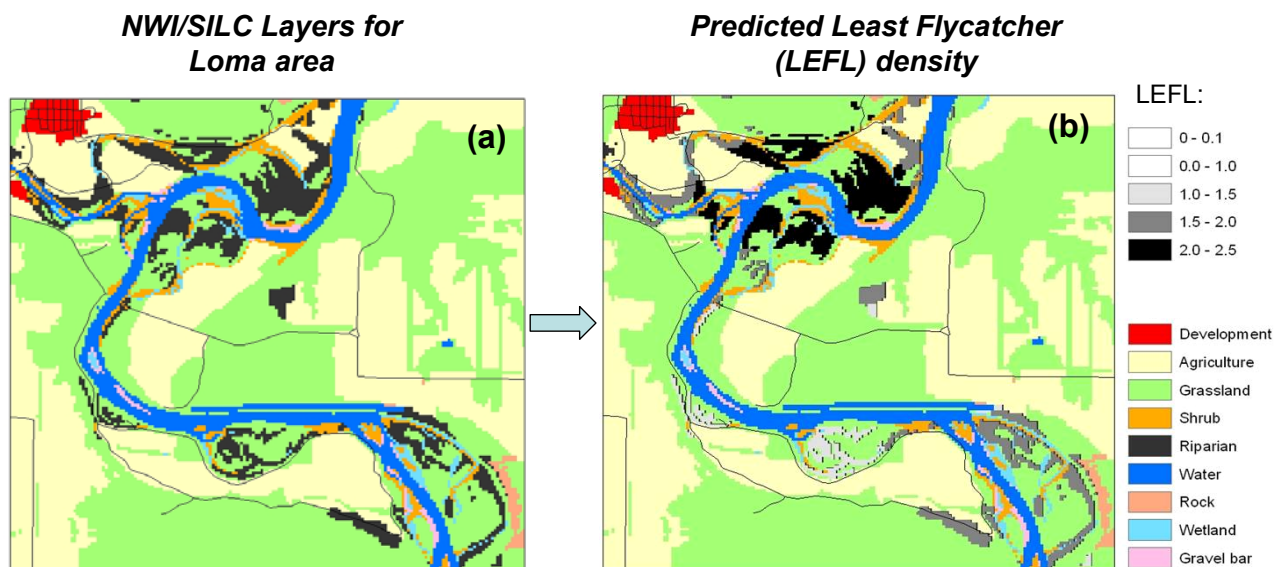 NWI/SILC Layers for
Loma area
Predicted Least Flycatcher
(LEFL) density
(a)
(b)
LEFL:
0 - 0.1
0.0 - 1.0
1.0 - 1.5
1.5 - 2.0
2.0 - 2.5
Development
Agriculture
Grassland
Shrub
Riparian
Water
Rock
Wetland
Gravel bar